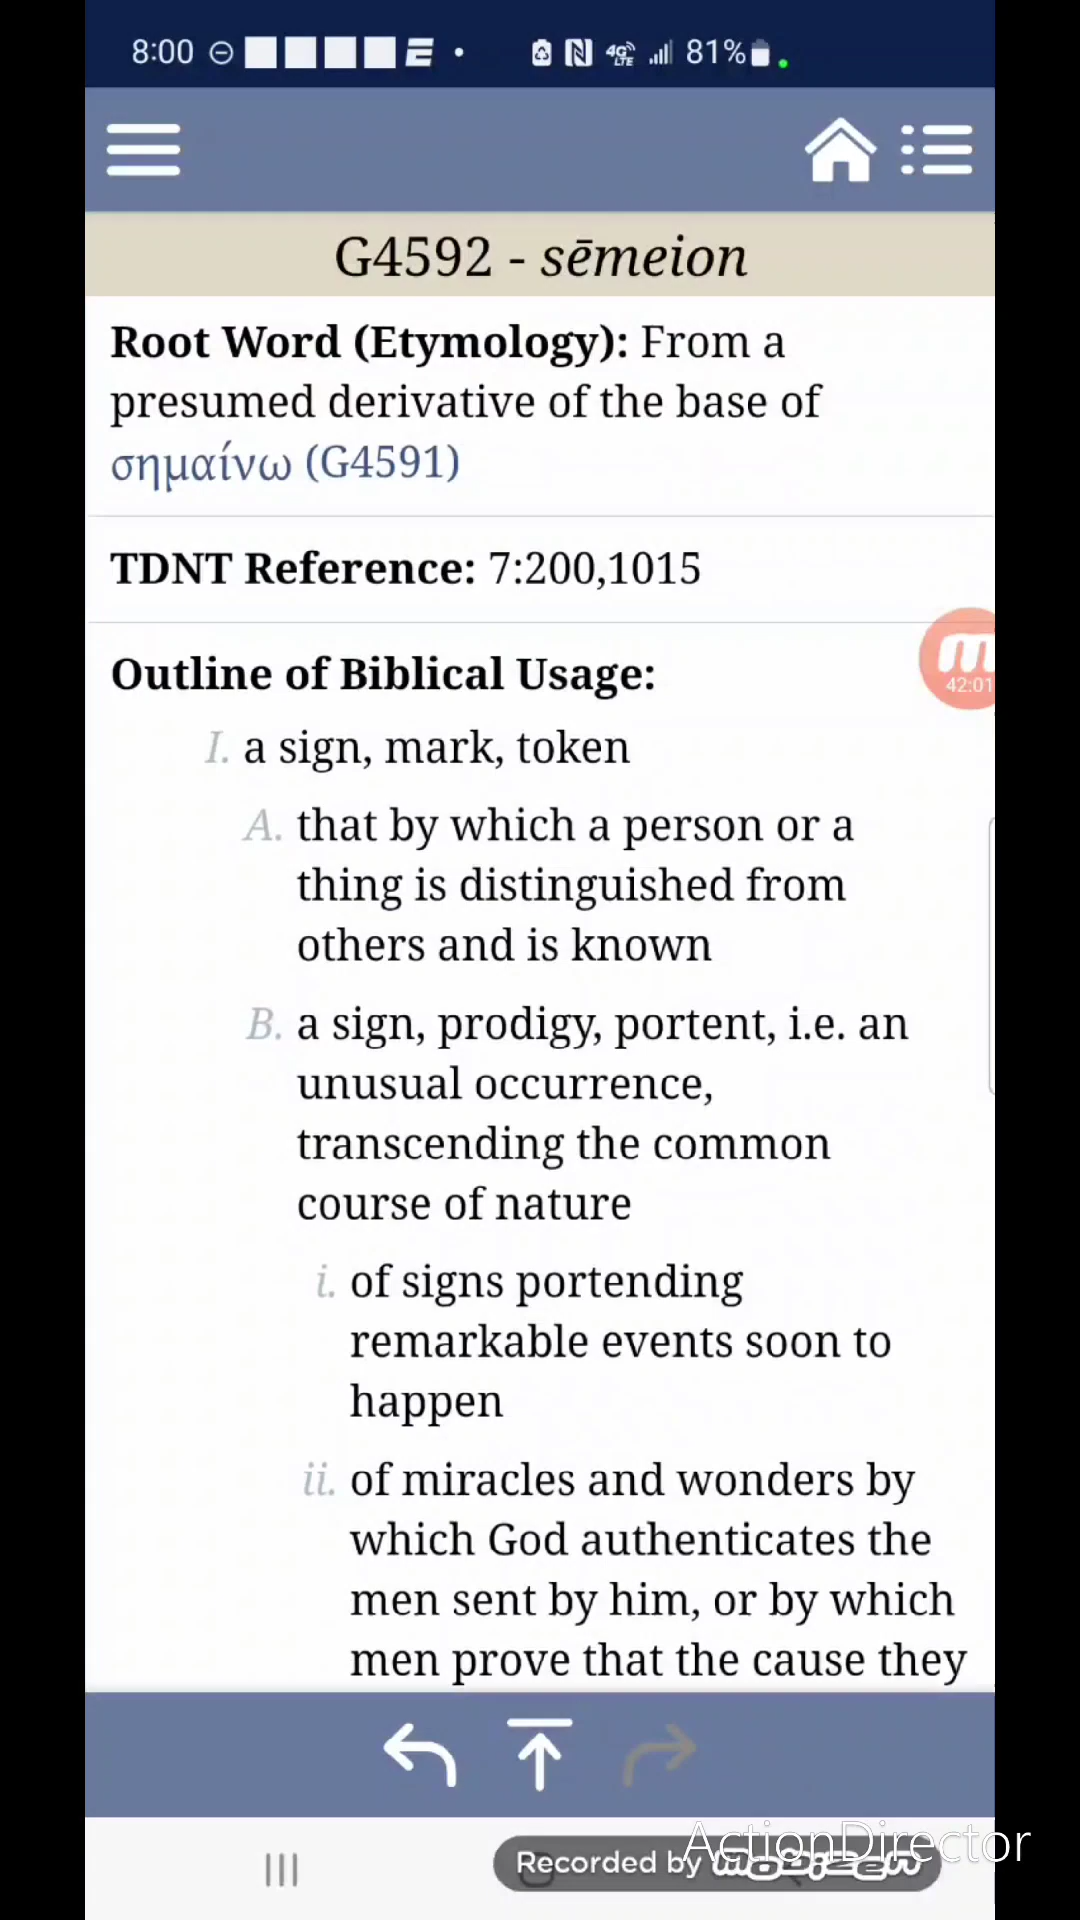 8:00 81%
4G LTE
G4592 - sēmeion
Root Word (Etymology): From a
presumed derivative of the base of
σημαίνω (G4591)
TDNT Reference: 7:200,1015
42:01
Outline of Biblical Usage:
I. a sign, mark, token
A. that by which a person or a
thing is distinguished from
others and is known
B. a sign, prodigy, portent, i.e. an
unusual occurrence,
transcending the common
course of nature
i. of signs portending
remarkable events soon to
happen
ii. of miracles and wonders by
which God authenticates the
men sent by him, or by which
men prove that the cause they
ActionDirector
Recorded by MOBIZEN